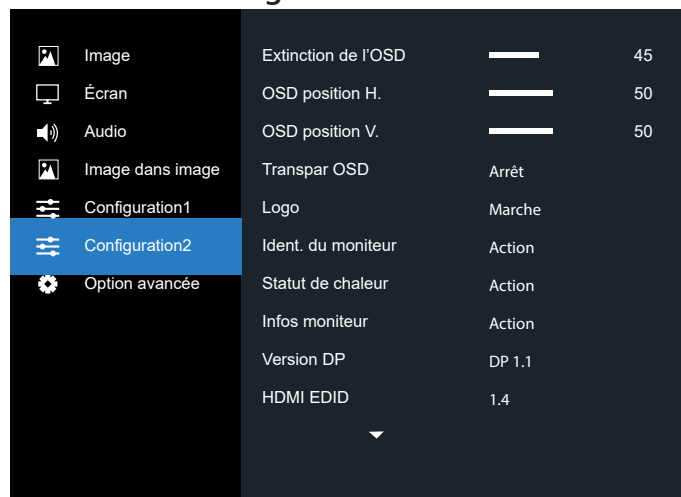 Image
Écran
Audio
Image dans image
Configuration1
Configuration2
Option avancée
Extinction de l'OSD 45
OSD position H. 50
OSD position V. 50
Transpar OSD Arrêt
Logo Marche
Ident. du moniteur Action
Statut de chaleur Action
Infos moniteur Action
Version DP DP 1.1
HDMI EDID 1.4